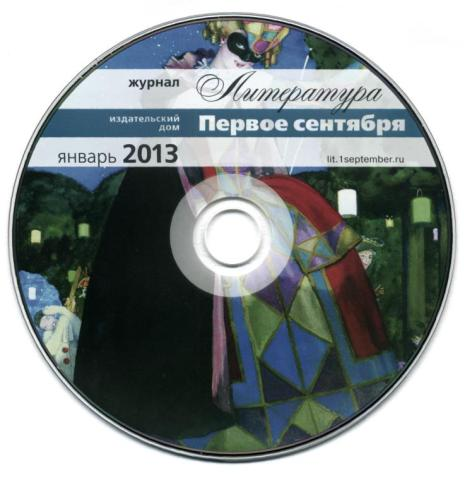 журнал Литература
издательский дом Первое сентября
январь 2013 lit.1september.ru